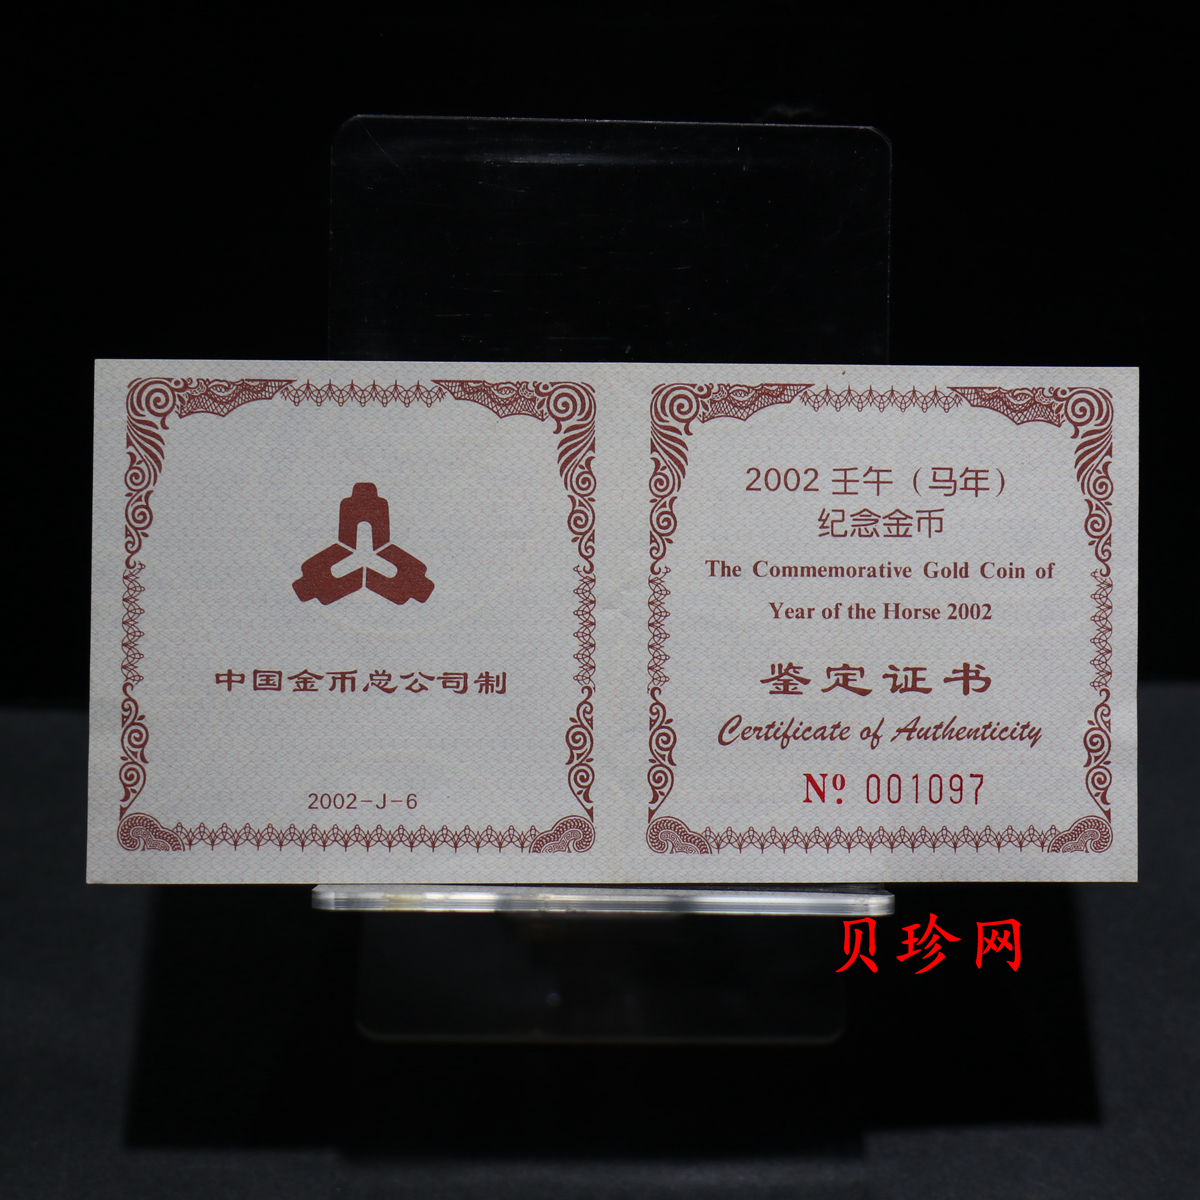 中国金币总公司制
2002-J-6
2002 壬午（马年）
纪念金币
The Commemorative Gold Coin of
Year of the Horse 2002
鉴定证书
Certificate of Authenticity
Nº 001097
贝珍网